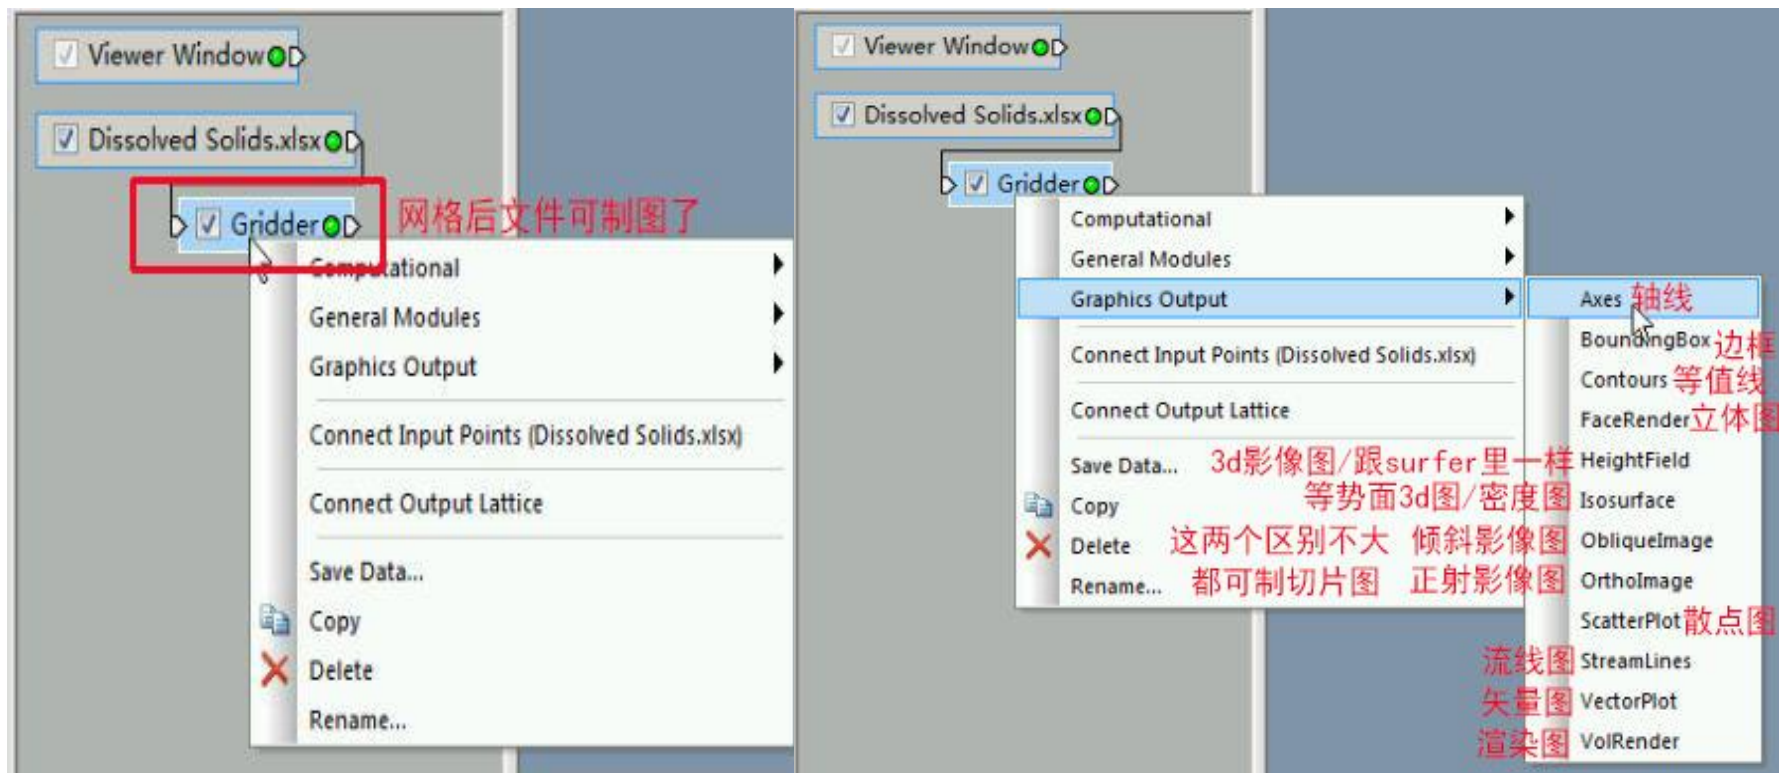 Viewer Window
Dissolved Solids.xlsx
Gridder
网格后文件可制图了
Computational
General Modules
Graphics Output
Connect Input Points (Dissolved Solids.xlsx)
Connect Output Lattice
Save Data...
Copy
Delete
Rename...
Viewer Window
Dissolved Solids.xlsx
Gridder
Computational
General Modules
Graphics Output
Connect Input Points (Dissolved Solids.xlsx)
Connect Output Lattice
Save Data...
Copy
Delete
Rename...
Axes 轴线
BoundingBox 边框
Contours 等值线
FaceRender 立体图
3d影像图/跟surfer里一样 HeightField
等势面3d图/密度图 Isosurface
这两个区别不大 倾斜影像图 ObliqueImage
都可制切片图 正射影像图 OrthoImage
ScatterPlot 散点图
流线图 StreamLines
矢量图 VectorPlot
渲染图 VolRender